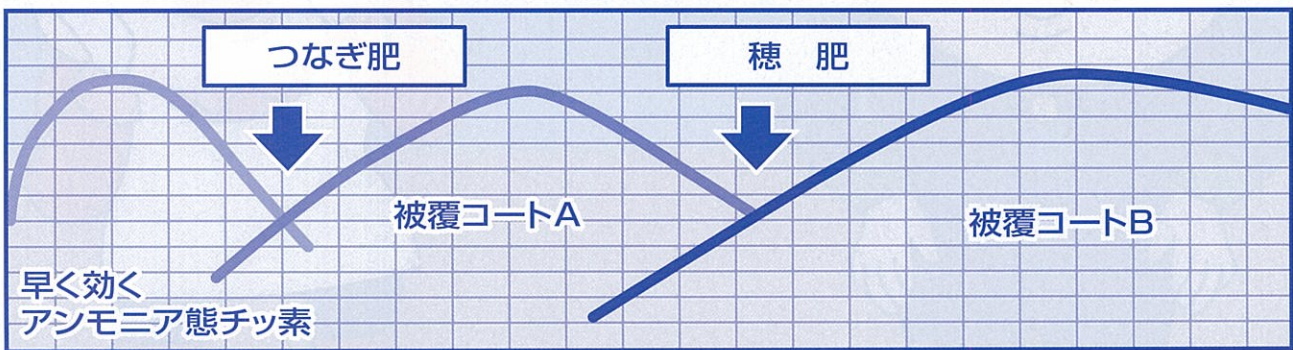 つなぎ肥
穂 肥
被覆コートA
被覆コートB
早く効く
アンモニア態チッ素